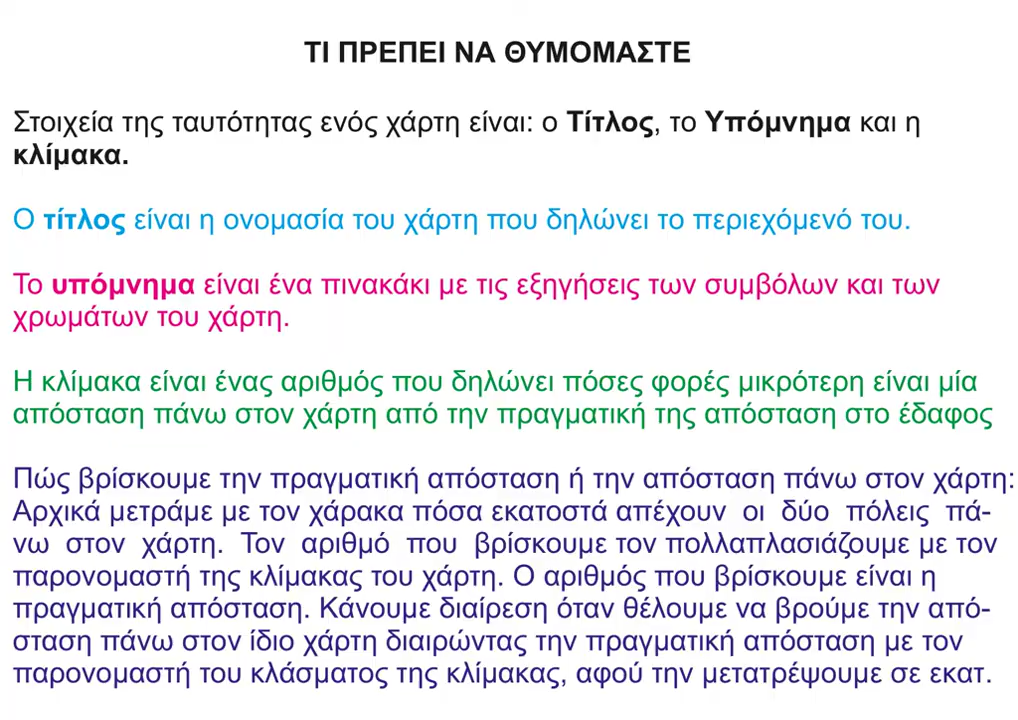 ΤΙ ΠΡΕΠΕΙ ΝΑ ΘΥΜΟΜΑΣΤΕ
Στοιχεία της ταυτότητας ενός χάρτη είναι: ο Τίτλος, το Υπόμνημα και η
κλίμακα.
Ο τίτλος είναι η ονομασία του χάρτη που δηλώνει το περιεχόμενό του.
Το υπόμνημα είναι ένα πινακάκι με τις εξηγήσεις των συμβόλων και των
χρωμάτων του χάρτη.
Η κλίμακα είναι ένας αριθμός που δηλώνει πόσες φορές μικρότερη είναι μία
απόσταση πάνω στον χάρτη από την πραγματική της απόσταση στο έδαφος
Πώς βρίσκουμε την πραγματική απόσταση ή την απόσταση πάνω στον χάρτη:
Αρχικά μετράμε με τον χάρακα πόσα εκατοστά απέχουν οι δύο πόλεις πά-
νω στον χάρτη. Τον αριθμό που βρίσκουμε τον πολλαπλασιάζουμε με τον
παρονομαστή της κλίμακας του χάρτη. Ο αριθμός που βρίσκουμε είναι η
πραγματική απόσταση. Κάνουμε διαίρεση όταν θέλουμε να βρούμε την από-
σταση πάνω στον ίδιο χάρτη διαιρώντας την πραγματική απόσταση με τον
παρονομαστή του κλάσματος της κλίμακας, αφού την μετατρέψουμε σε εκατ.